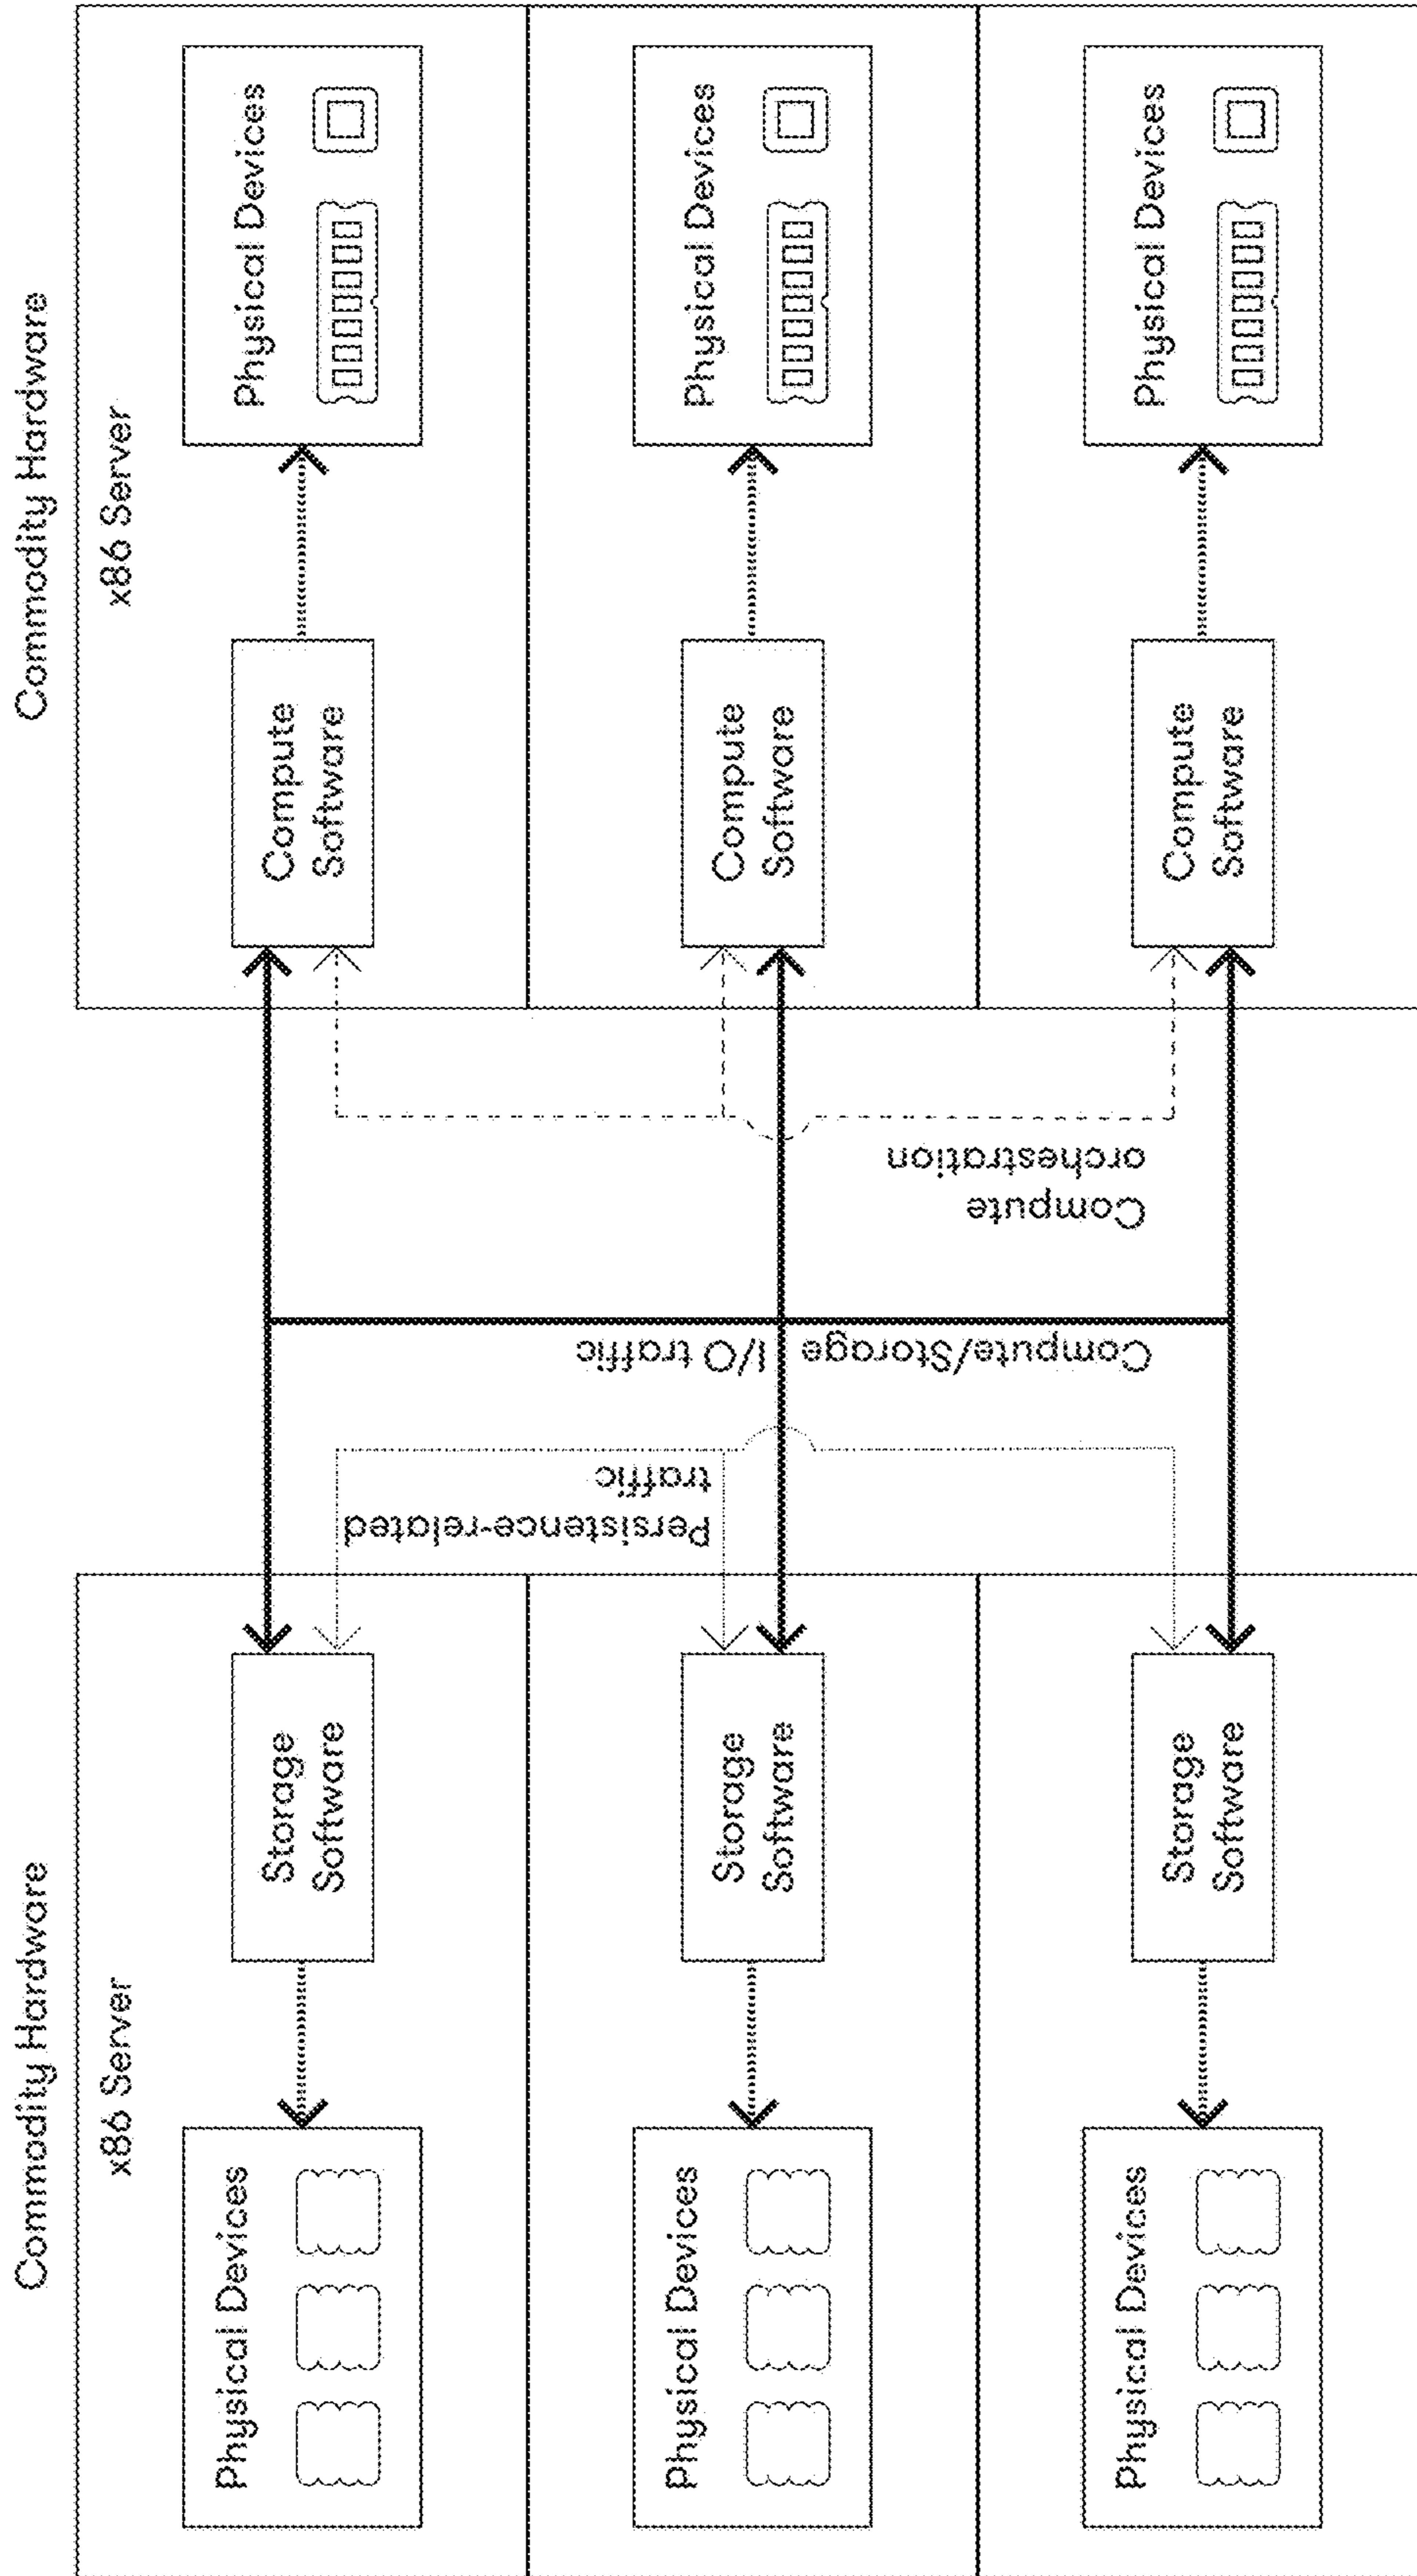 Commodity Hardware
x86 Server
Physical Devices
Storage
Software
Physical Devices
Storage
Software
Physical Devices
Storage
Software
Persistence-related
traffic
Compute/Storage I/O traffic
Compute
orchestration
Commodity Hardware
x86 Server
Compute
Software
Physical Devices
Compute
Software
Physical Devices
Compute
Software
Physical Devices